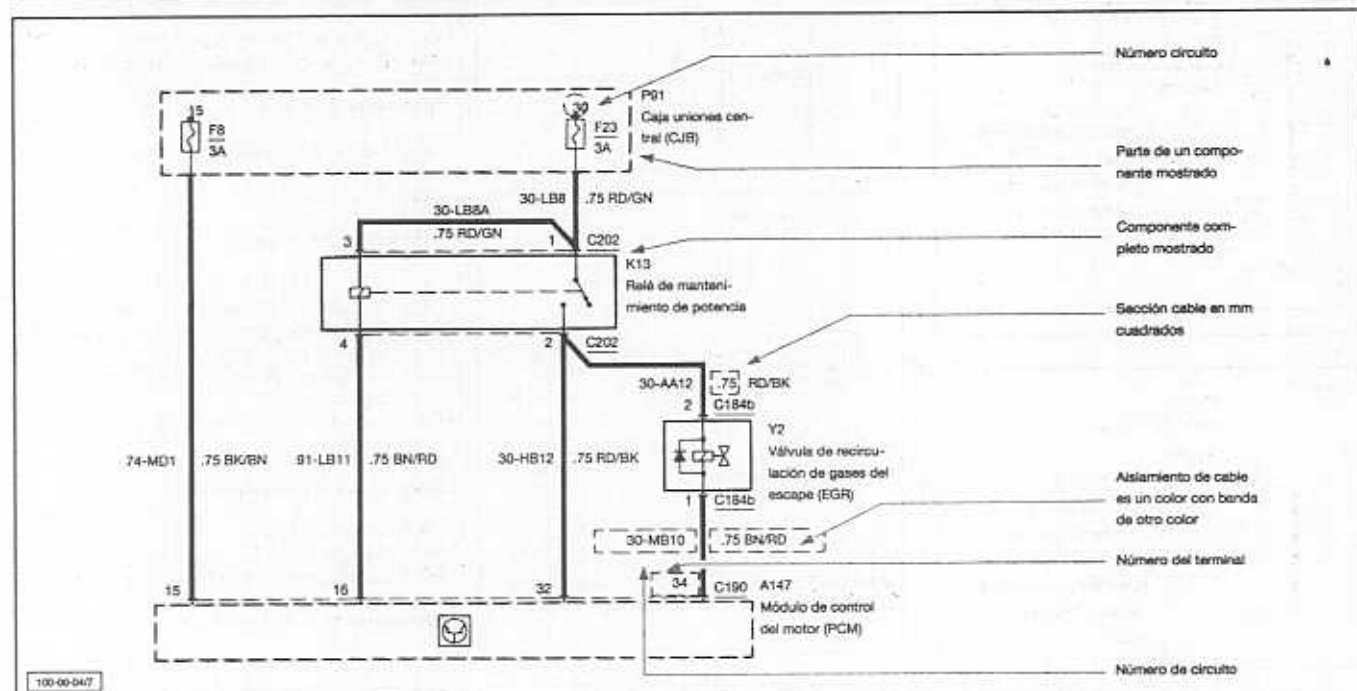 Número circuito
P91
15
30
Caja uniones cen-
tral (CJB)
F8
3A
F23
3A
Parte de un compo-
nente mostrado
30-LB8 .75 RD/GN
30-LB8A
.75 RD/GN
3 1 C202
Componente com-
pleto mostrado
K13
Relé de manteni-
miento de potencia
Sección cable en mm
cuadrados
4 2 C202
30-AA12 .75 RD/BK
2 C184b
Y2
Válvula de recircu-
lación de gases del
escape (EGR)
74-MD1 .75 BK/BN 91-LB11 .75 BN/RD 30-HB12 .75 RD/BK
1 C184b
Aislamiento de cable
es un color con banda
de otro color
30-MB10 .75 BN/RD
Número del terminal
15 16 32 34 C190 A147
Módulo de control
del motor (PCM)
Número de circuito
100-00-04/7